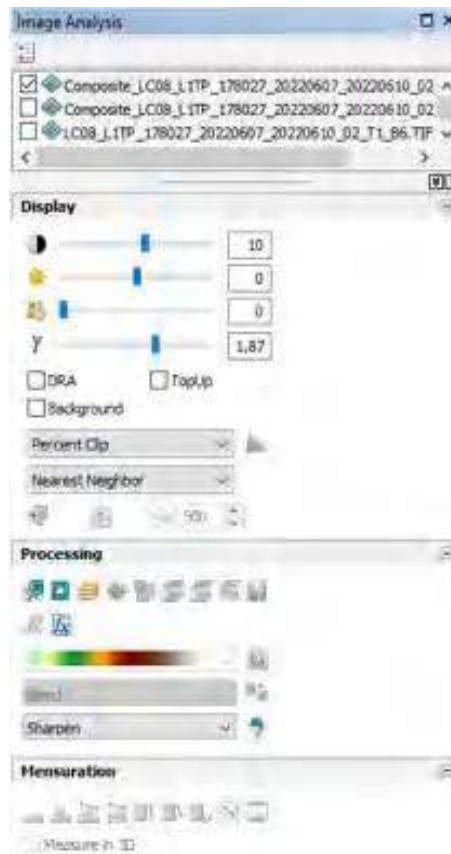 Image Analysis
Composite_LC08_L1TP_178027_20220607_20220610_02
Composite_LC08_L1TP_178027_20220607_20220610_02
LC08_L1TP_178027_20220607_20220610_02_T1_B6.TIF
Display
10
0
0
γ 1,87
DRA TopUp
Background
Percent Clip
Nearest Neighbor
Processing
Sharpen
Mensuration
Measure in 3D